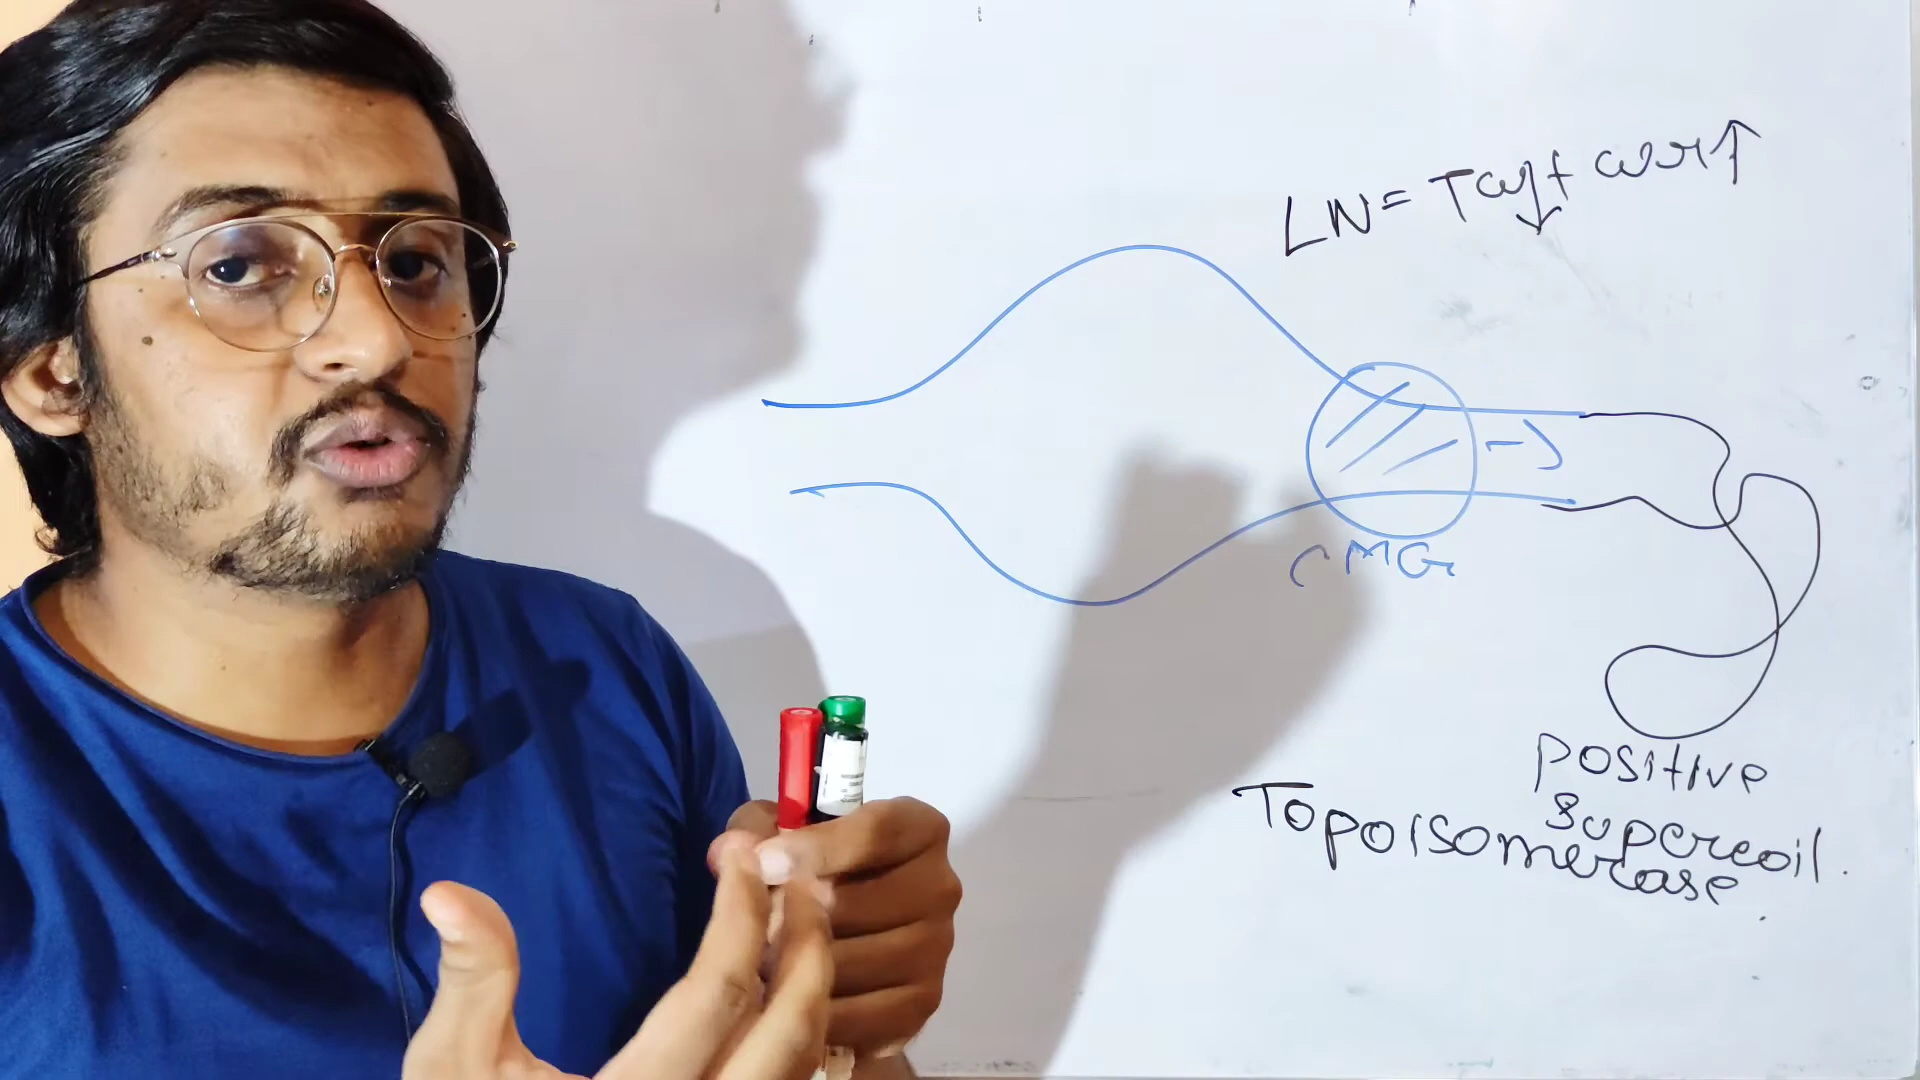 LN = Tw↓ + wr↑
CMG
positive
supercoil.
Topoisomerase.